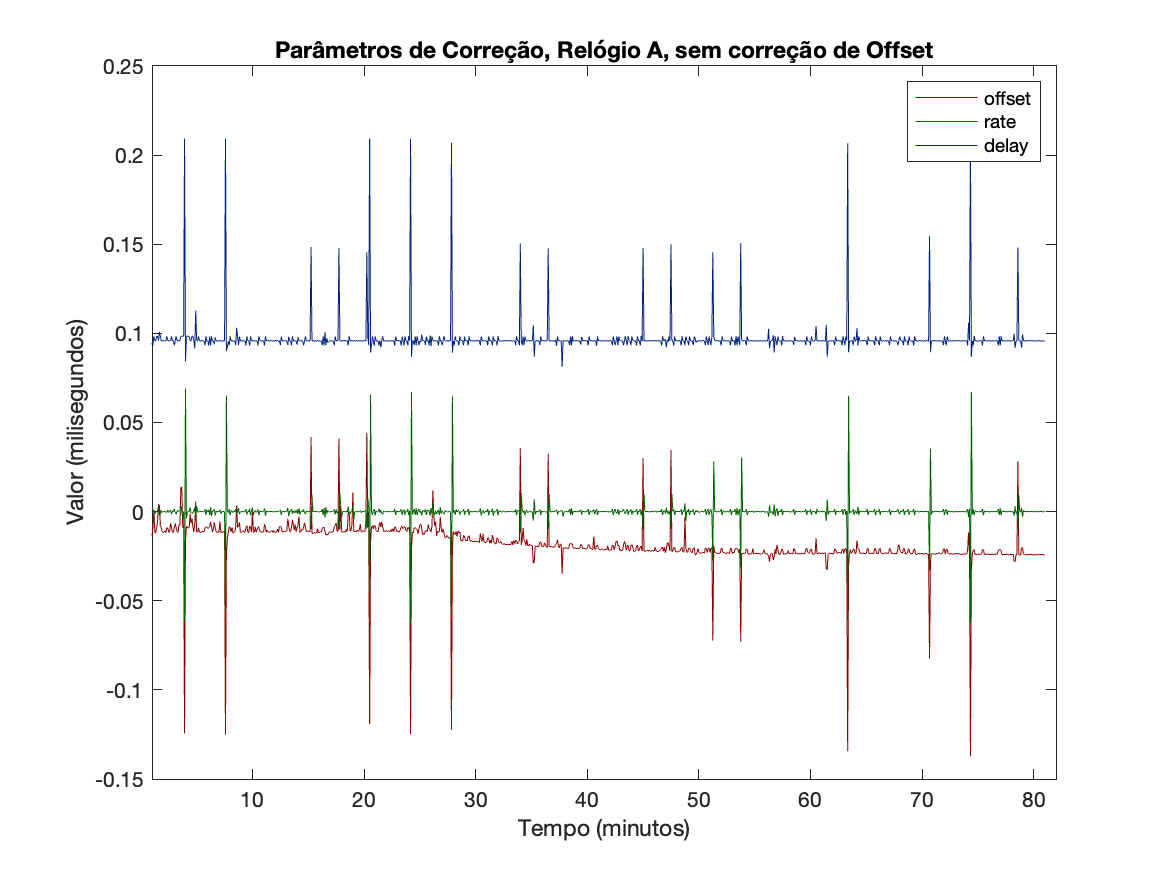 Parâmetros de Correção, Relógio A, sem correção de Offset
0.25
0.2
0.15
0.1
0.05
0
-0.05
-0.1
-0.15
Valor (milisegundos)
offset
rate
delay
10 20 30 40 50 60 70 80
Tempo (minutos)